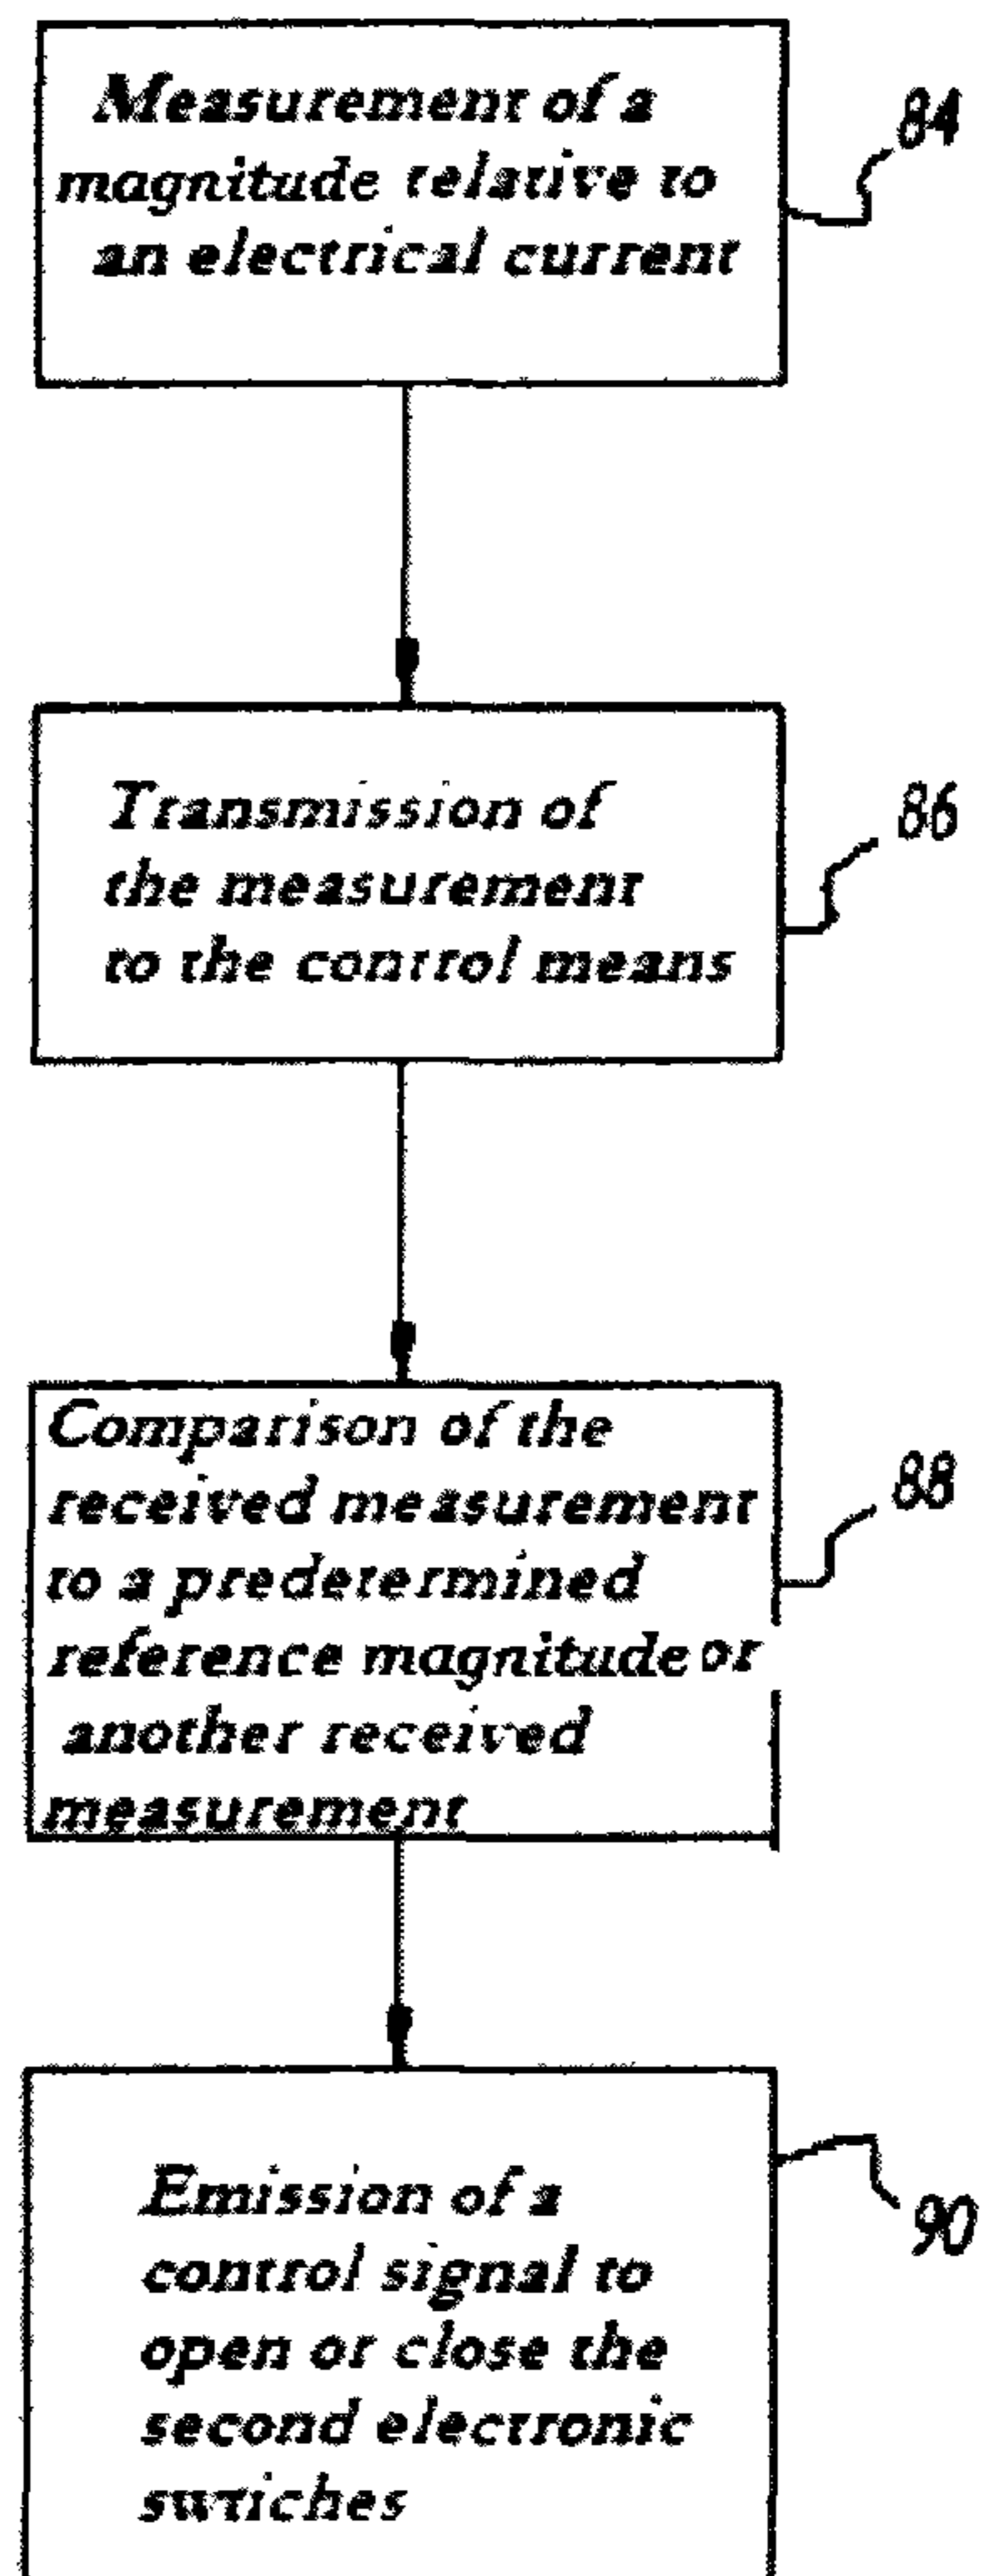 Measurement of a
magnitude relative to
an electrical current
84
Transmission of
the measurement
to the control means
86
Comparison of the
received measurement
to a predetermined
reference magnitude or
another received
measurement
88
Emission of a
control signal to
open or close the
second electronic
swtiches
90